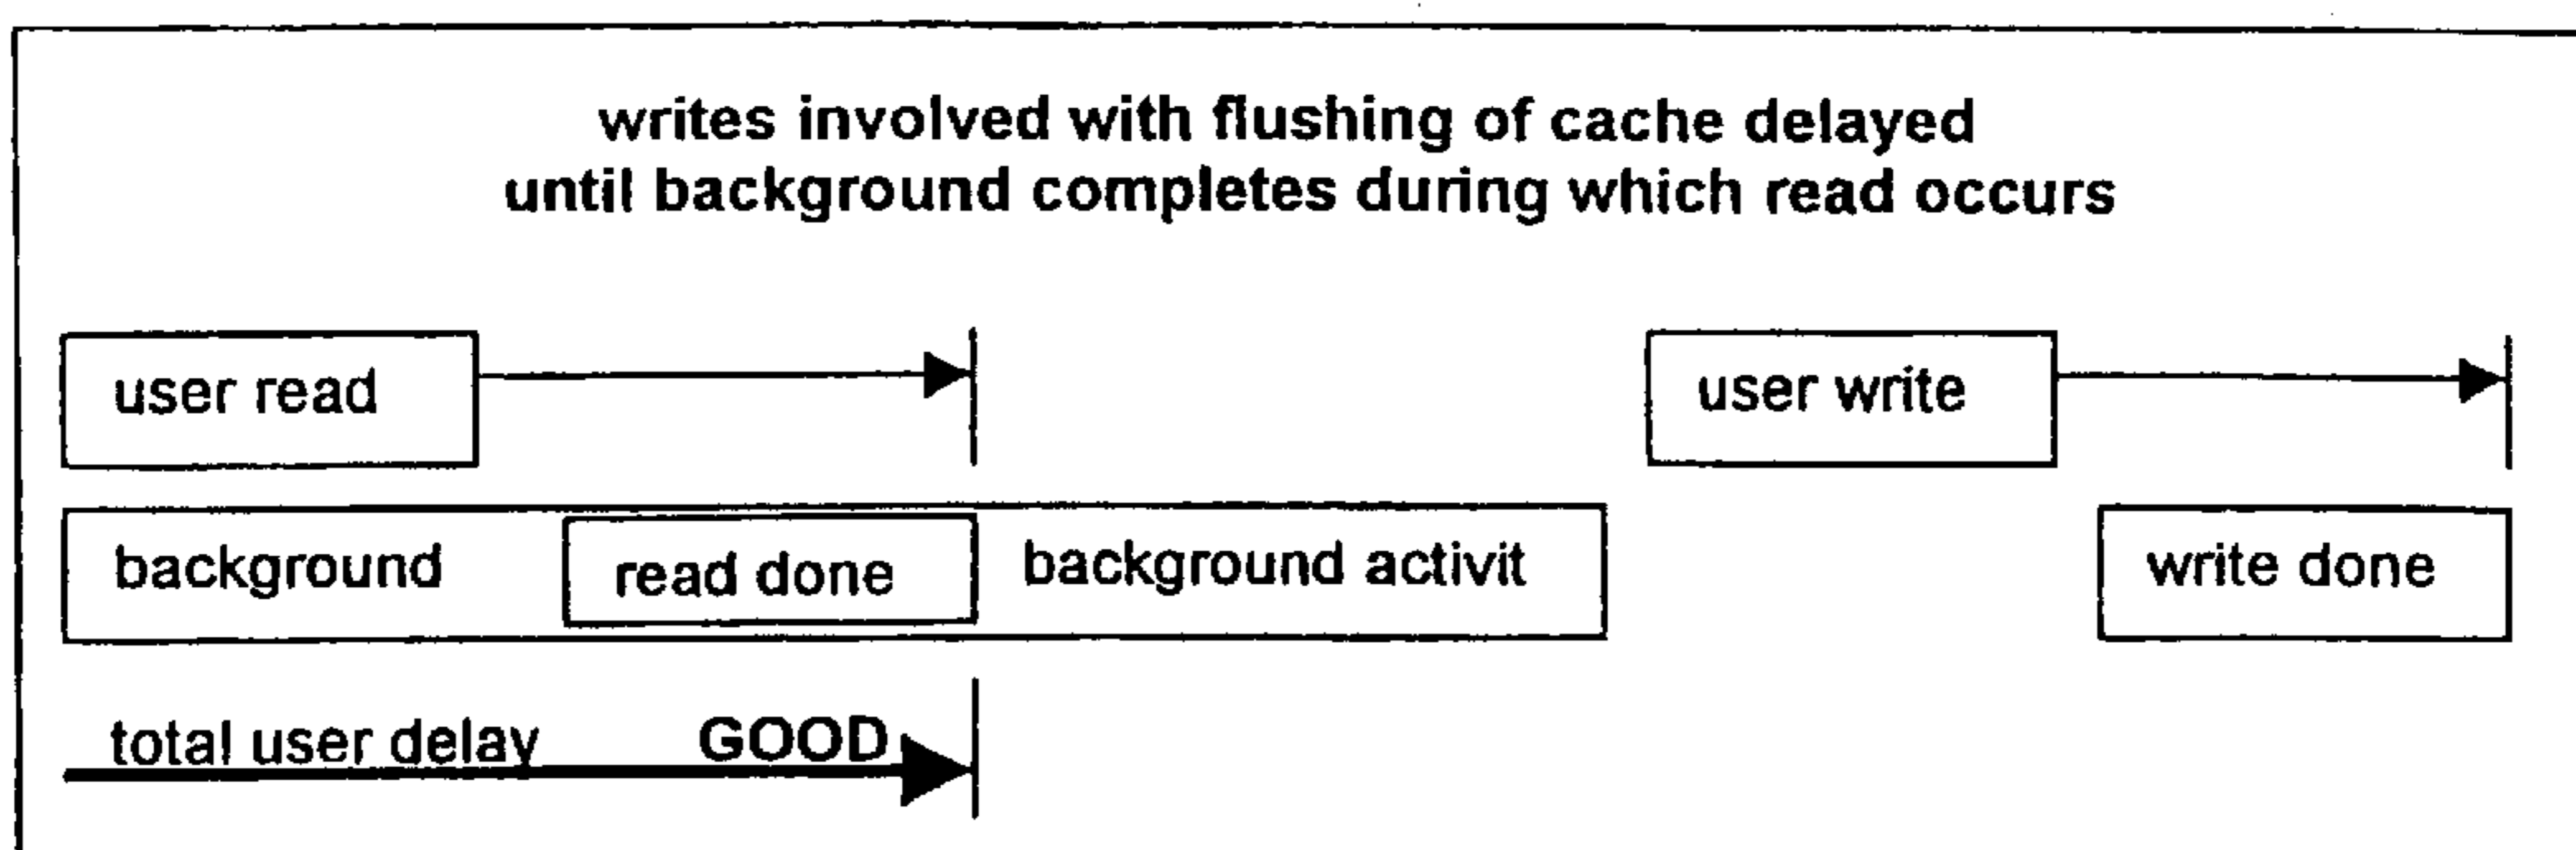 writes involved with flushing of cache delayed
until background completes during which read occurs
user read
user write
background
read done
background activit
write done
total user delay GOOD